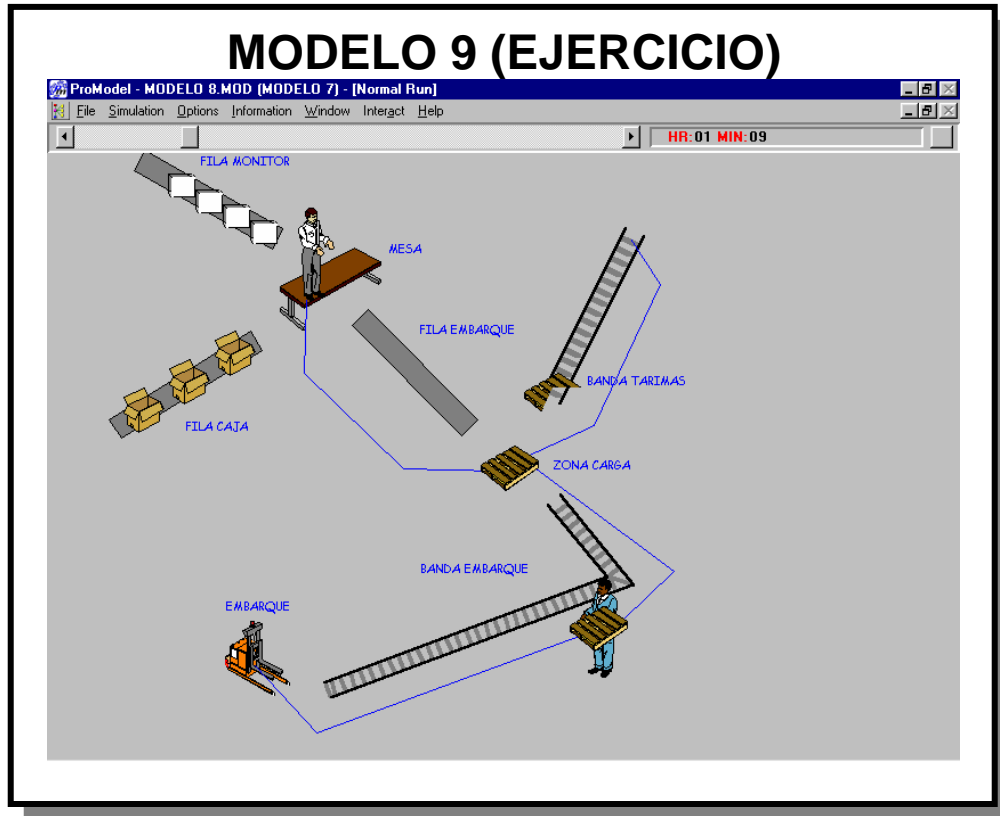 MODELO 9 (EJERCICIO)
ProModel - MODELO 8.MOD (MODELO 7) - [Normal Run]
File Simulation Options Information Window Interact Help
HR:01 MIN:09
FILA MONITOR
MESA
FILA EMBARQUE
BANDA TARIMAS
FILA CAJA
ZONA CARGA
BANDA EMBARQUE
EMBARQUE